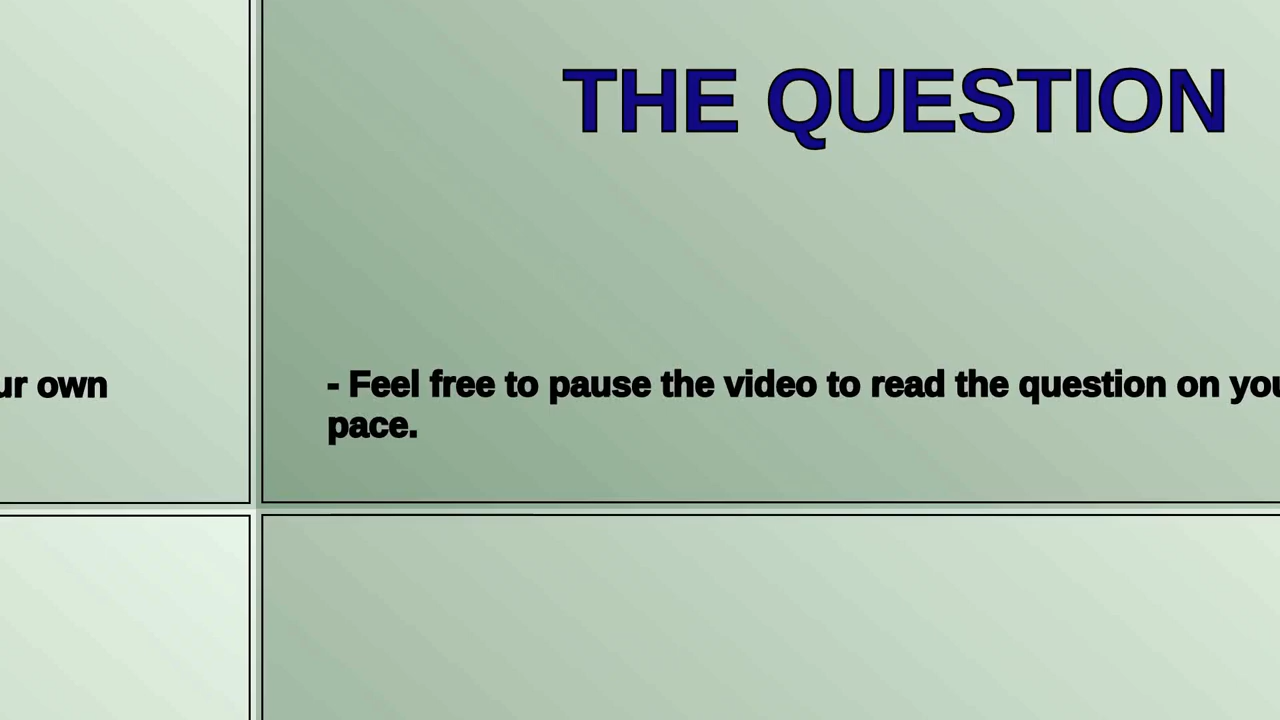 THE QUESTION
ur own
- Feel free to pause the video to read the question on you
pace.